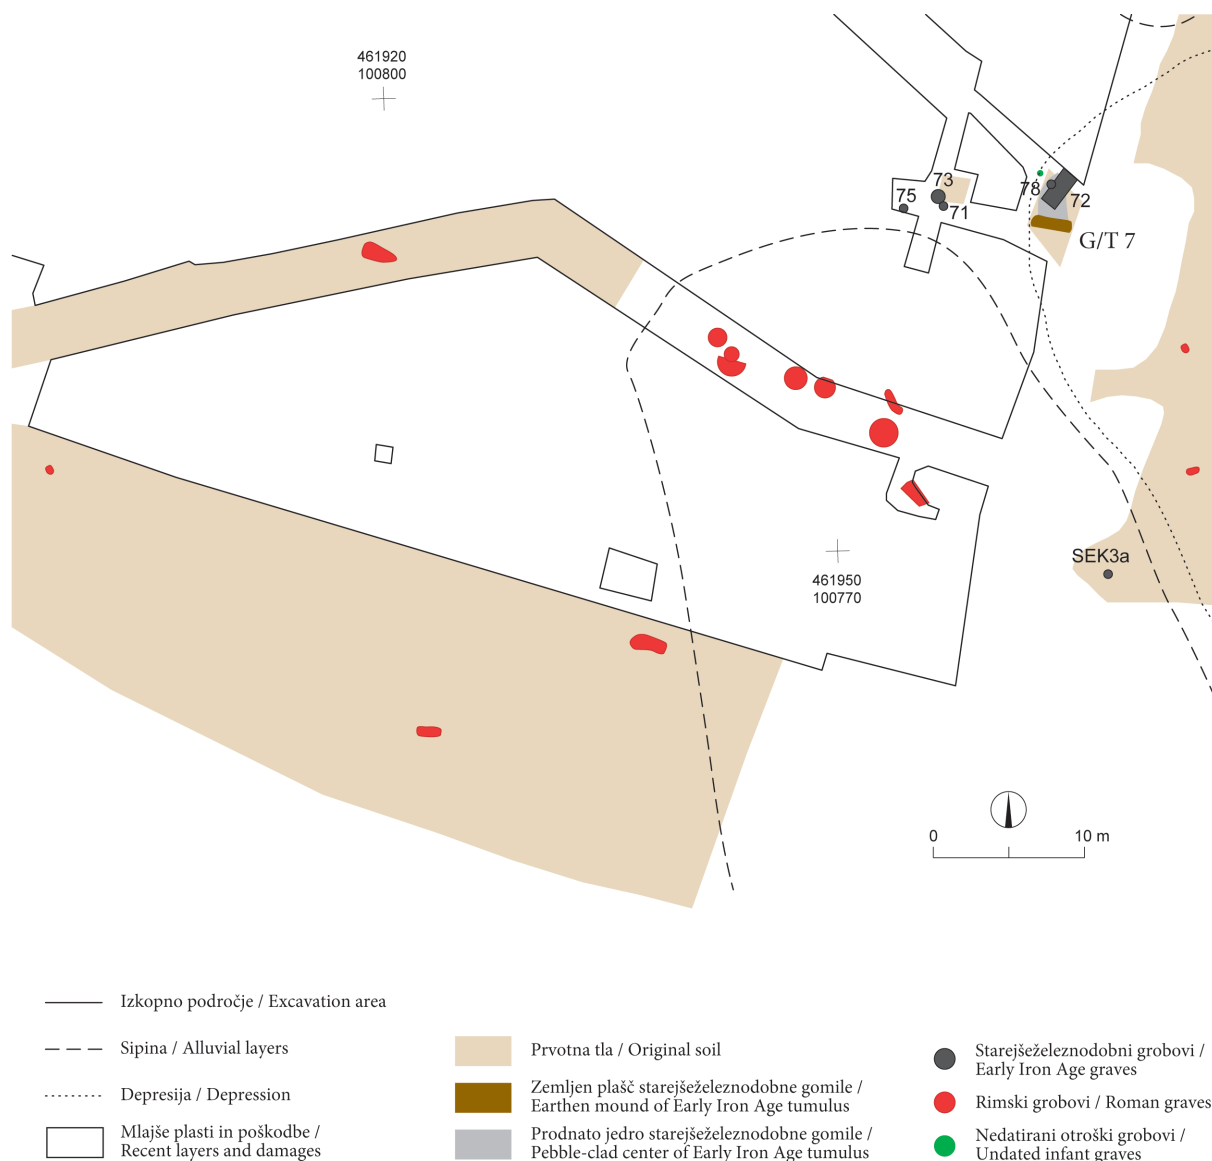 461920
100800
73
78
75
72
71
G/T 7
SEK3a
461950
100770
0 10 m
Izkopno področje / Excavation area
Sipina / Alluvial layers
Depresija / Depression
Mlajše plasti in poškodbe /
Recent layers and damages
Prvotna tla / Original soil
Zemljen plašč starejšeželeznodobne gomile /
Earthen mound of Early Iron Age tumulus
Prodnato jedro starejšeželeznodobne gomile /
Pebble-clad center of Early Iron Age tumulus
Starejšeželeznodobni grobovi /
Early Iron Age graves
Rimski grobovi / Roman graves
Nedatirani otroški grobovi /
Undated infant graves